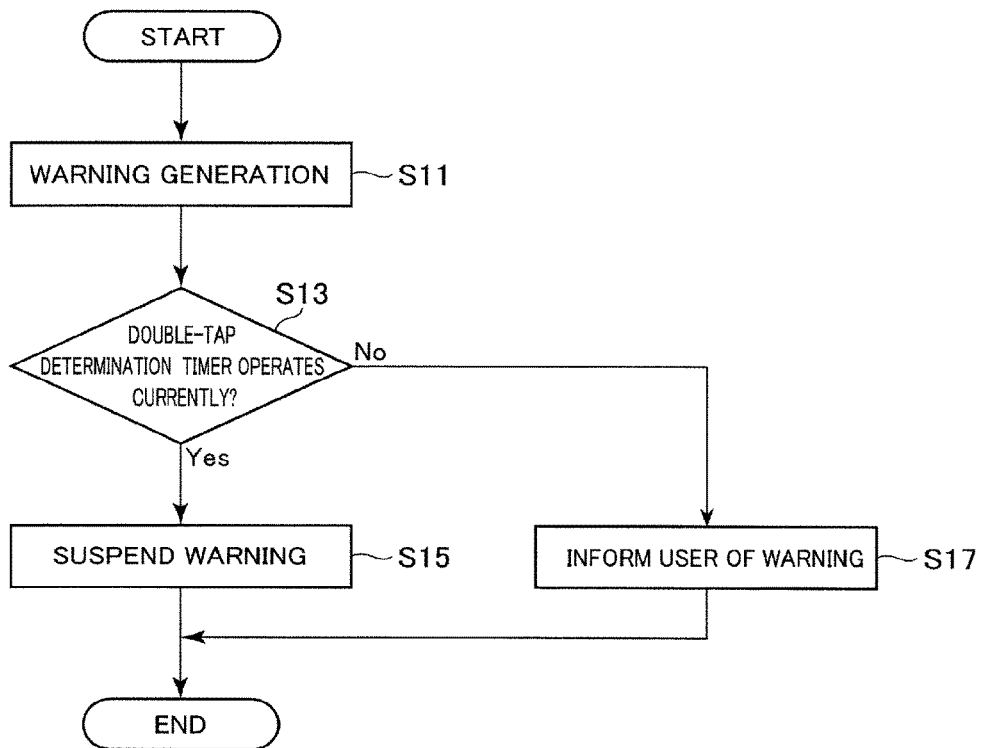 START
WARNING GENERATION
S11
S13
DOUBLE-TAP
DETERMINATION TIMER OPERATES
CURRENTLY?
No
Yes
SUSPEND WARNING
S15
INFORM USER OF WARNING
S17
END